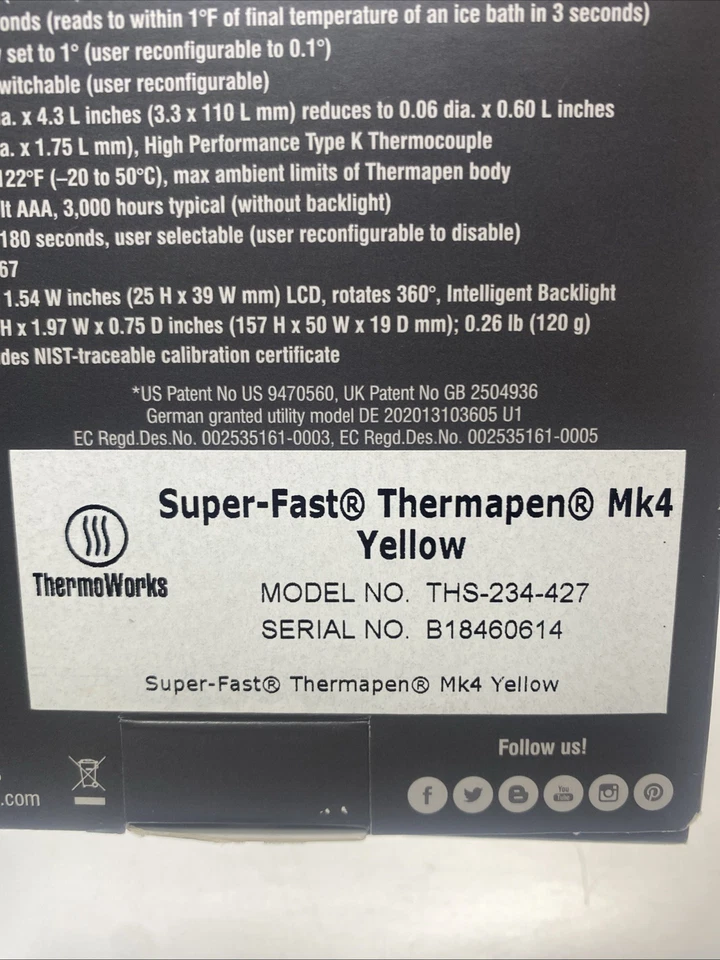 onds (reads to within 1°F of final temperature of an ice bath in 3 seconds)
set to 1° (user reconfigurable to 0.1°)
witchable (user reconfigurable)
a. x 4.3 L inches (3.3 x 110 L mm) reduces to 0.06 dia. x 0.60 L inches
a. x 1.75 L mm), High Performance Type K Thermocouple
122°F (–20 to 50°C), max ambient limits of Thermapen body
lt AAA, 3,000 hours typical (without backlight)
180 seconds, user selectable (user reconfigurable to disable)
67
1.54 W inches (25 H x 39 W mm) LCD, rotates 360°, Intelligent Backlight
H x 1.97 W x 0.75 D inches (157 H x 50 W x 19 D mm); 0.26 lb (120 g)
des NIST-traceable calibration certificate
*US Patent No US 9470560, UK Patent No GB 2504936
German granted utility model DE 202013103605 U1
EC Regd.Des.No. 002535161-0003, EC Regd.Des.No. 002535161-0005
Super-Fast® Thermapen® Mk4
Yellow
ThermoWorks
MODEL NO. THS-234-427
SERIAL NO. B18460614
Super-Fast® Thermapen® Mk4 Yellow
Follow us!
.com
You
Tube